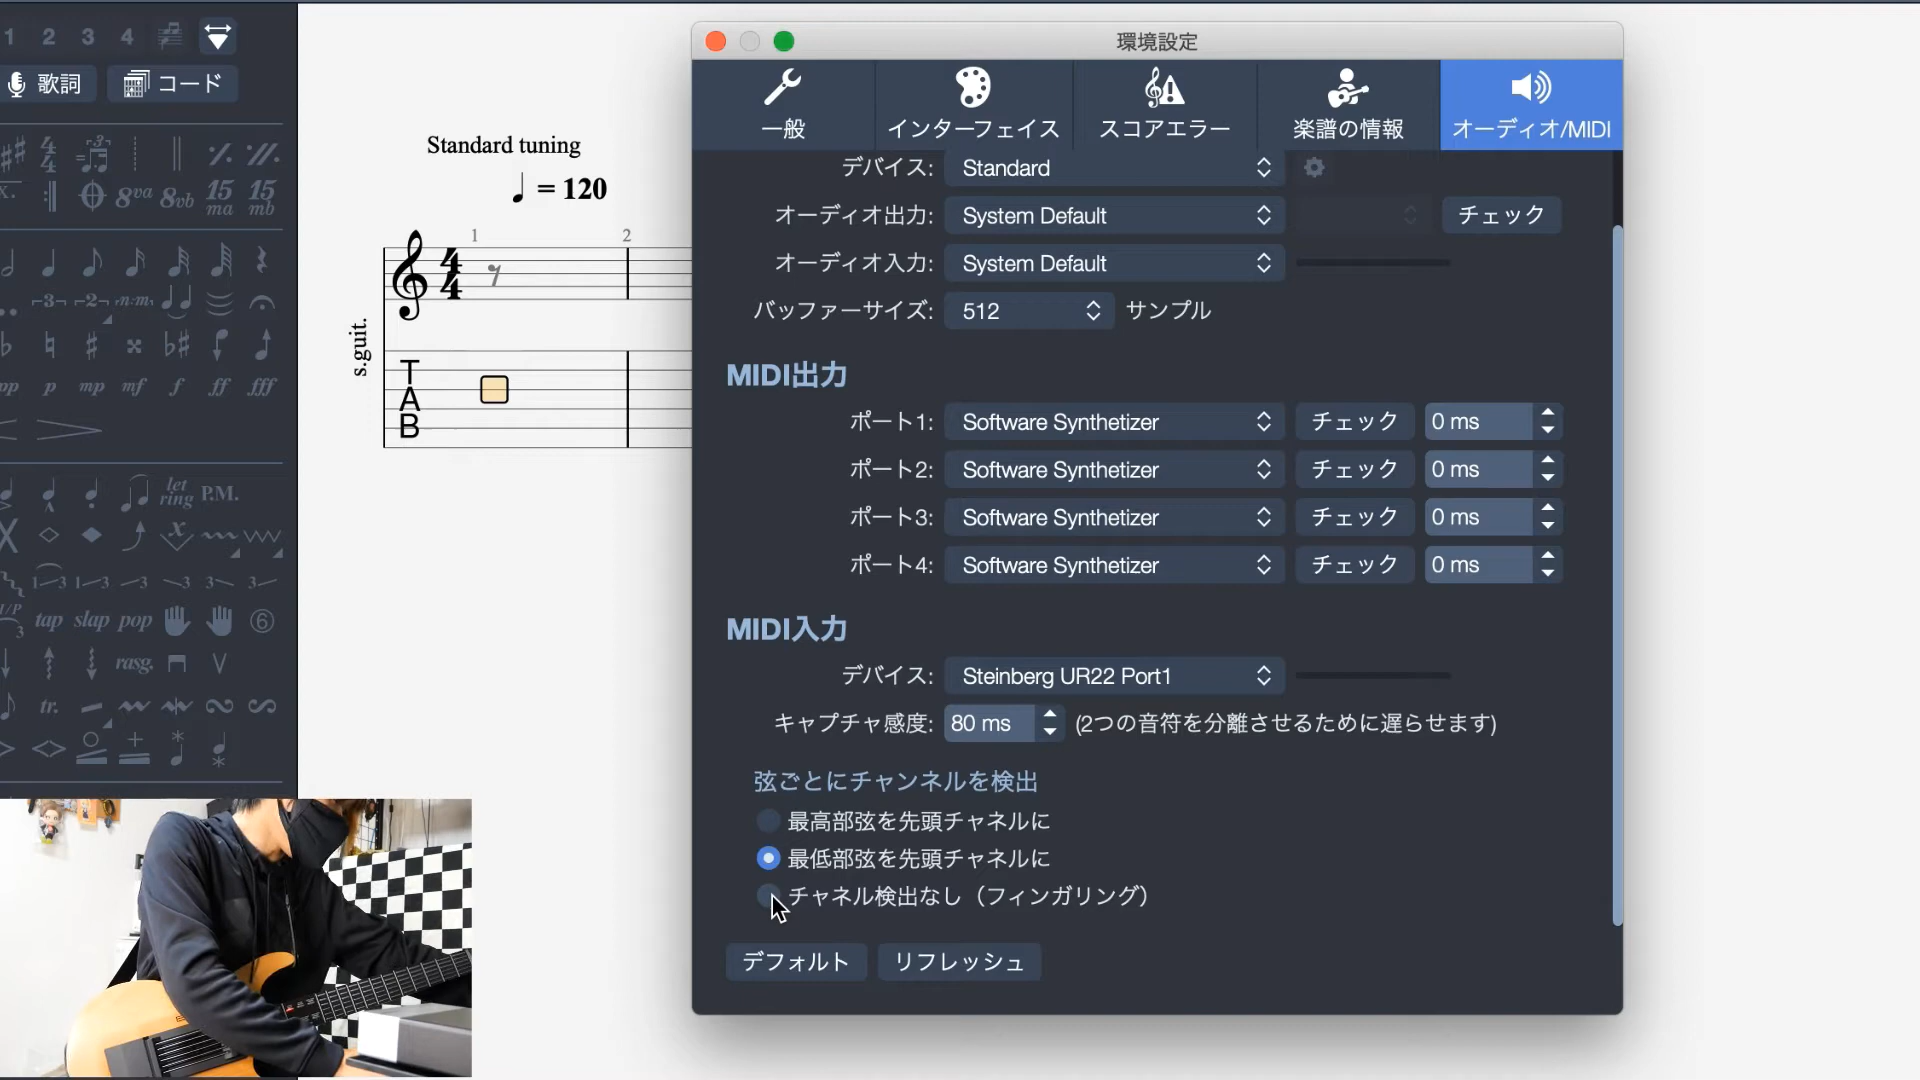 環境設定
1 2 3 4
歌詞 コード
一般 インターフェイス スコアエラー 楽譜の情報 オーディオ/MIDI
Standard tuning
= 120
1 2
s.guit.
T
A
B
8va 8vb 15ma 15mb
-3- -2- n:m
pp p mp mf f ff fff
let ring P.M.
tap slap pop
rasg.
tr.
デバイス: Standard
オーディオ出力: System Default チェック
オーディオ入力: System Default
バッファーサイズ: 512 サンプル
MIDI出力
ポート1: Software Synthetizer チェック 0 ms
ポート2: Software Synthetizer チェック 0 ms
ポート3: Software Synthetizer チェック 0 ms
ポート4: Software Synthetizer チェック 0 ms
MIDI入力
デバイス: Steinberg UR22 Port1
キャプチャ感度: 80 ms (2つの音符を分離させるために遅らせます)
弦ごとにチャンネルを検出
最高部弦を先頭チャネルに
最低部弦を先頭チャネルに
チャネル検出なし（フィンガリング）
デフォルト リフレッシュ